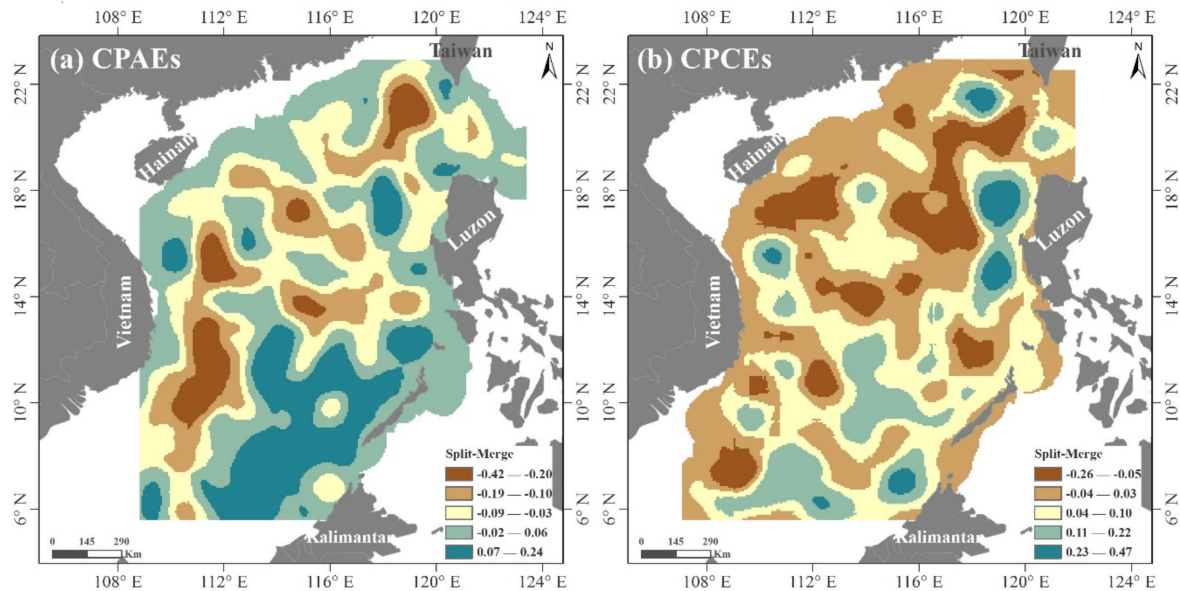 108° E 112° E 116° E 120° E 124° E 108° E 112° E 116° E 120° E 124° E
(a) CPAEs
Taiwan
N
22° N
18° N
14° N
10° N
6° N
Hainan
Luzon
Vietnam
Kalimantan
Split-Merge
-0.42 — -0.20
-0.19 — -0.10
-0.09 — -0.03
-0.02 — 0.06
0.07 — 0.24
0 145 290
Km
108° E 112° E 116° E 120° E 124° E
(b) CPCEs
Taiwan
N
22° N
18° N
14° N
10° N
6° N
22° N
18° N
14° N
10° N
6° N
Hainan
Luzon
Vietnam
Kalimantan
Split-Merge
-0.26 — -0.05
-0.04 — 0.03
0.04 — 0.10
0.11 — 0.22
0.23 — 0.47
0 145 290
Km
108° E 112° E 116° E 120° E 124° E